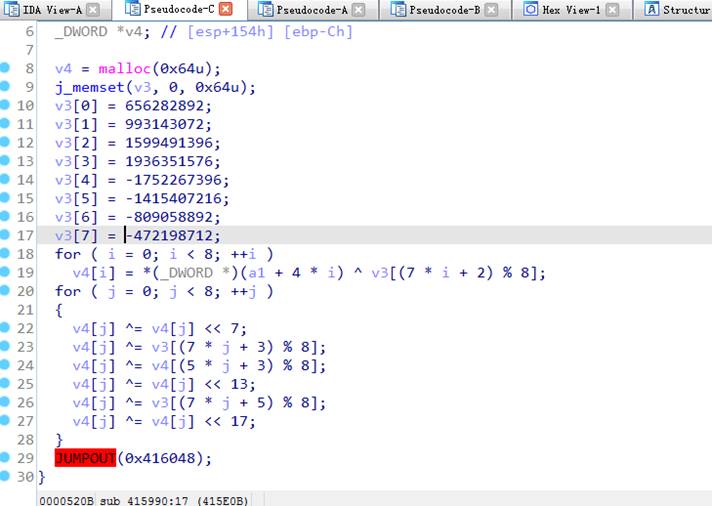 IDA View-A Pseudocode-C Pseudocode-A Pseudocode-B Hex View-1 Structur
6 _DWORD *v4; // [esp+154h] [ebp-Ch]
7
8 v4 = malloc(0x64u);
9 j_memset(v3, 0, 0x64u);
10 v3[0] = 656282892;
11 v3[1] = 993143072;
12 v3[2] = 1599491396;
13 v3[3] = 1936351576;
14 v3[4] = -1752267396;
15 v3[5] = -1415407216;
16 v3[6] = -809058892;
17 v3[7] = -472198712;
18 for ( i = 0; i < 8; ++i )
19 v4[i] = *(_DWORD *)(a1 + 4 * i) ^ v3[(7 * i + 2) % 8];
20 for ( j = 0; j < 8; ++j )
21 {
22 v4[j] ^= v4[j] << 7;
23 v4[j] ^= v3[(7 * j + 3) % 8];
24 v4[j] ^= v4[(5 * j + 3) % 8];
25 v4[j] ^= v4[j] << 13;
26 v4[j] ^= v3[(7 * j + 5) % 8];
27 v4[j] ^= v4[j] << 17;
28 }
29 JUMPOUT(0x416048);
30 }
0000520B sub_415990:17 (415E0B)